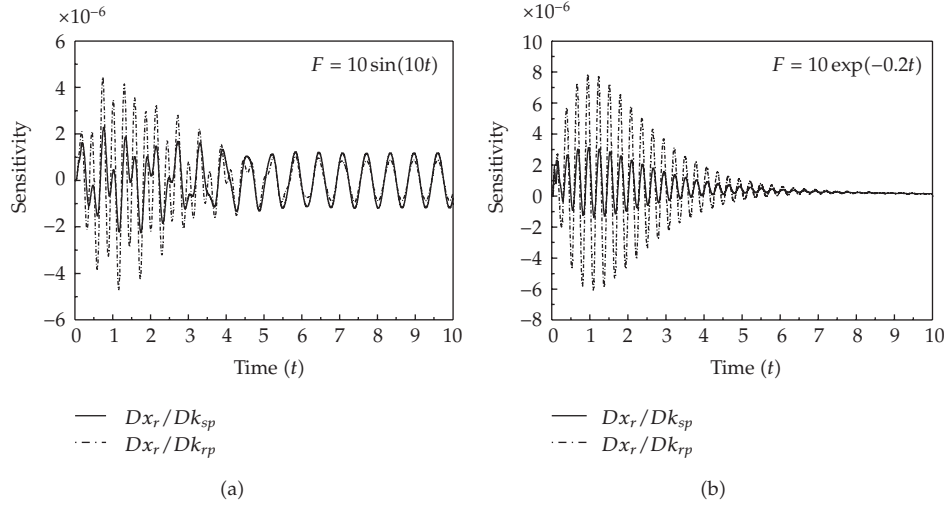 ×10⁻⁶
6
4
2
0
−2
−4
−6
Sensitivity
F = 10 sin(10t)
0 1 2 3 4 5 6 7 8 9 10
Time (t)
Dx_r/Dk_sp
Dx_r/Dk_rp
(a)
×10⁻⁶
10
8
6
4
2
0
−2
−4
−6
−8
Sensitivity
F = 10 exp(−0.2t)
0 1 2 3 4 5 6 7 8 9 10
Time (t)
Dx_r/Dk_sp
Dx_r/Dk_rp
(b)